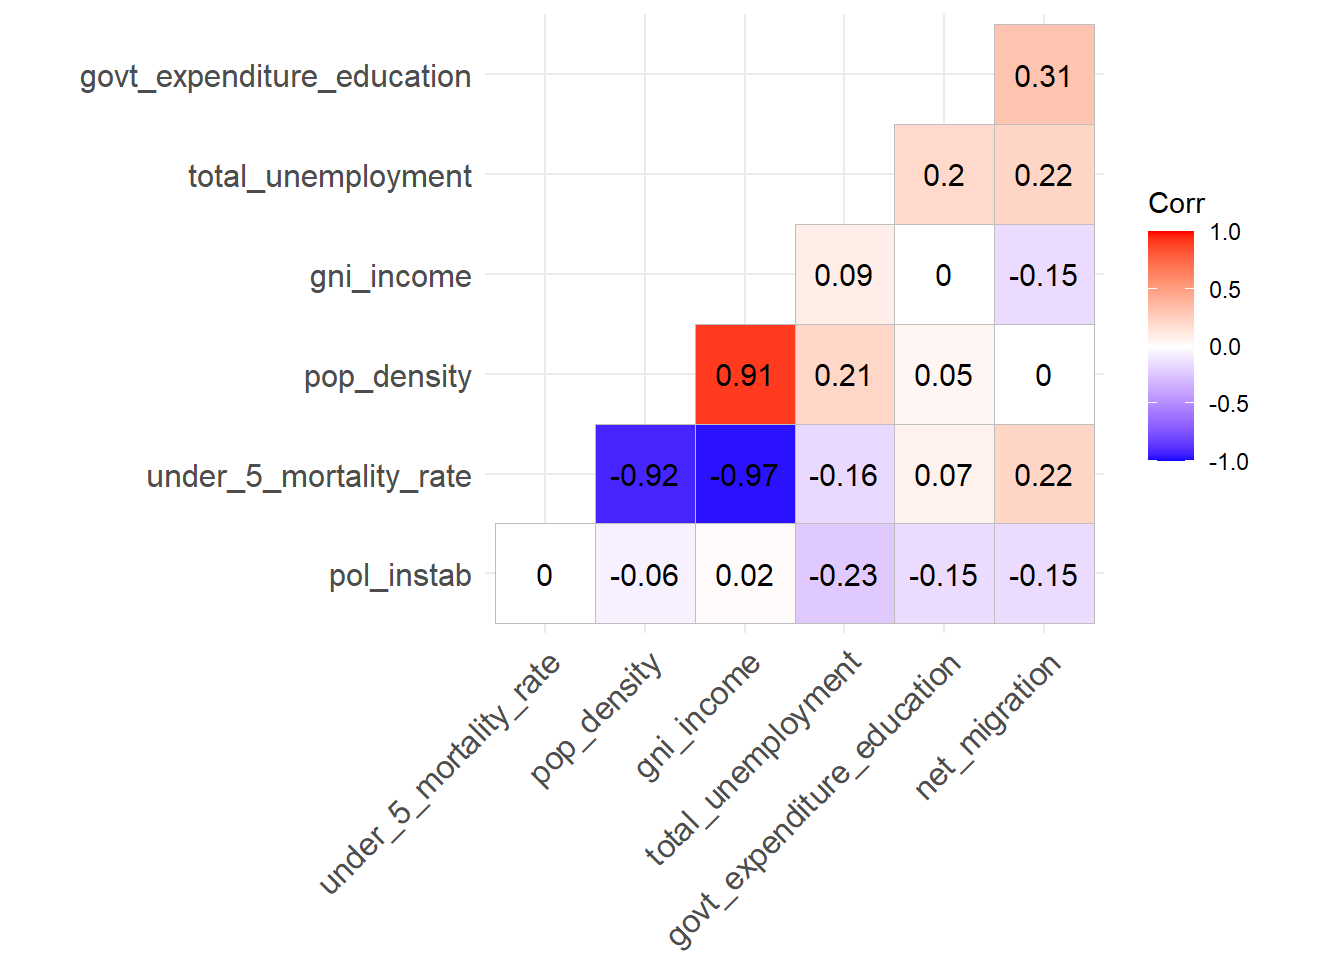 govt_expenditure_education 0.31
total_unemployment 0.2 0.22
gni_income 0.09 0 -0.15
pop_density 0.91 0.21 0.05 0
under_5_mortality_rate -0.92 -0.97 -0.16 0.07 0.22
pol_instab 0 -0.06 0.02 -0.23 -0.15 -0.15
under_5_mortality_rate
pop_density
gni_income
total_unemployment
govt_expenditure_education
net_migration
Corr
1.0
0.5
0.0
-0.5
-1.0